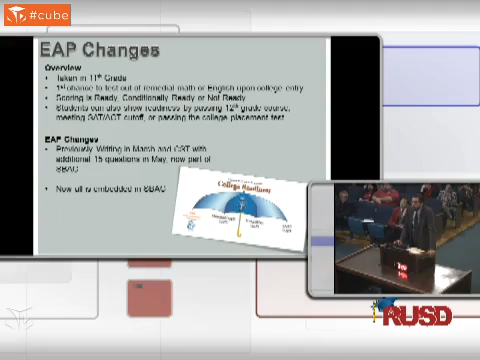 #cube
EAP Changes
Overview
• Taken in 11th Grade
• 1st chance to test out of remedial math or English upon college entry
• Scoring is Ready, Conditionally Ready or Not Ready
• Students can also show readiness by passing 12th grade course,
meeting SAT/ACT cutoff, or passing the college placement test
EAP Changes
• Previously Writing in March and CST with
additional 15 questions in May, now part of
SBAC
• Now all is embedded in SBAC
College Readiness
RUSD